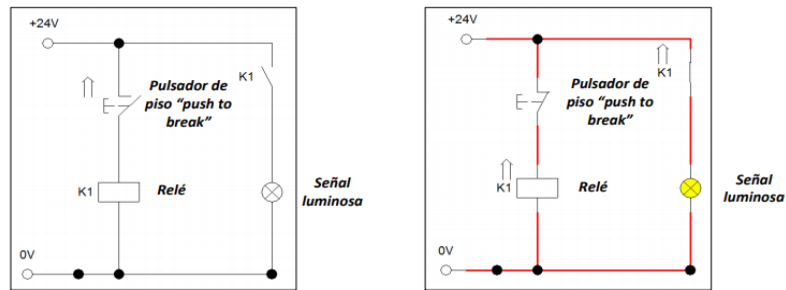 +24V
K1
Pulsador de
piso “push to
break”
K1
Relé
Señal
luminosa
0V
+24V
K1
Pulsador de
piso “push to
break”
K1
Relé
Señal
luminosa
0V